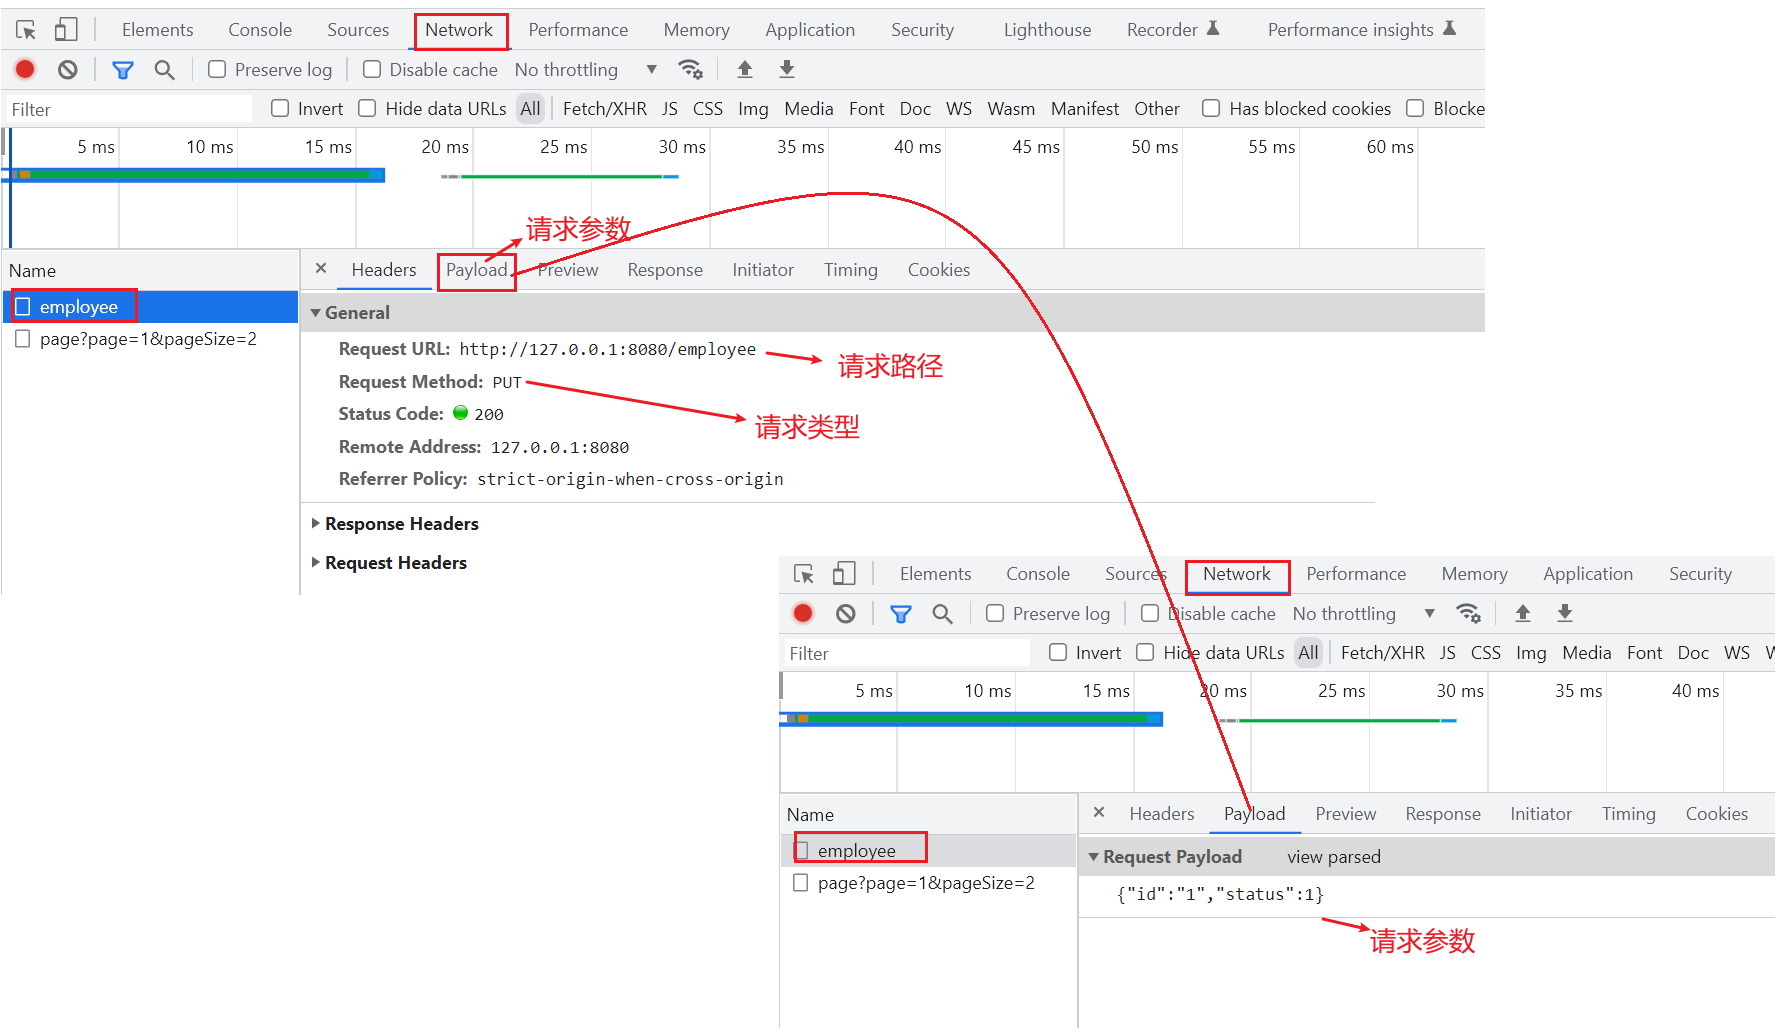 Elements Console Sources Network Performance Memory Application Security Lighthouse Recorder Performance insights
Preserve log Disable cache No throttling
Filter Invert Hide data URLs All Fetch/XHR JS CSS Img Media Font Doc WS Wasm Manifest Other Has blocked cookies Blocke
5 ms 10 ms 15 ms 20 ms 25 ms 30 ms 35 ms 40 ms 45 ms 50 ms 55 ms 60 ms
请求参数
Name × Headers Payload Preview Response Initiator Timing Cookies
employee
page?page=1&pageSize=2
General
Request URL: http://127.0.0.1:8080/employee
请求路径
Request Method: PUT
请求类型
Status Code: 200
Remote Address: 127.0.0.1:8080
Referrer Policy: strict-origin-when-cross-origin
Response Headers
Request Headers
Elements Console Sources Network Performance Memory Application Security
Preserve log Disable cache No throttling
Filter Invert Hide data URLs All Fetch/XHR JS CSS Img Media Font Doc WS
5 ms 10 ms 15 ms 20 ms 25 ms 30 ms 35 ms 40 ms
Name × Headers Payload Preview Response Initiator Timing Cookies
employee
page?page=1&pageSize=2
Request Payload view parsed
{"id":"1","status":1}
请求参数